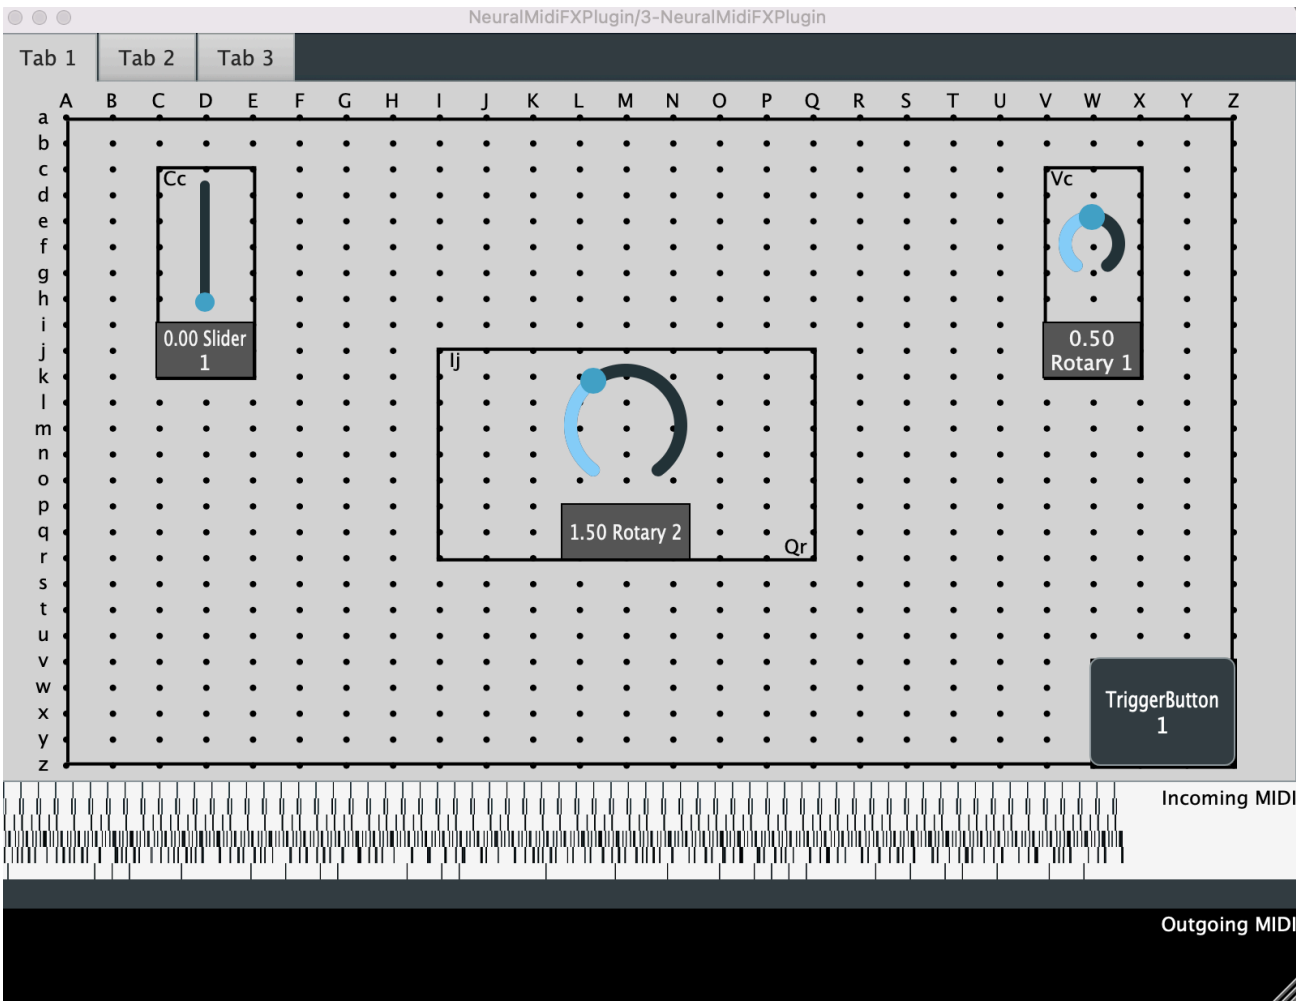 NeuralMidiFXPlugin/3-NeuralMidiFXPlugin
Tab 1 Tab 2 Tab 3
A B C D E F G H I J K L M N O P Q R S T U V W X Y Z
a
b
c
Cc Vc
d
e
f
g
h
i
0.00 Slider 0.50
j
1 Rotary 1
Ij
k
l
m
n
o
p
q
1.50 Rotary 2
Qr
r
s
t
u
v
w
TriggerButton
x
1
y
z
Incoming MIDI
Outgoing MIDI